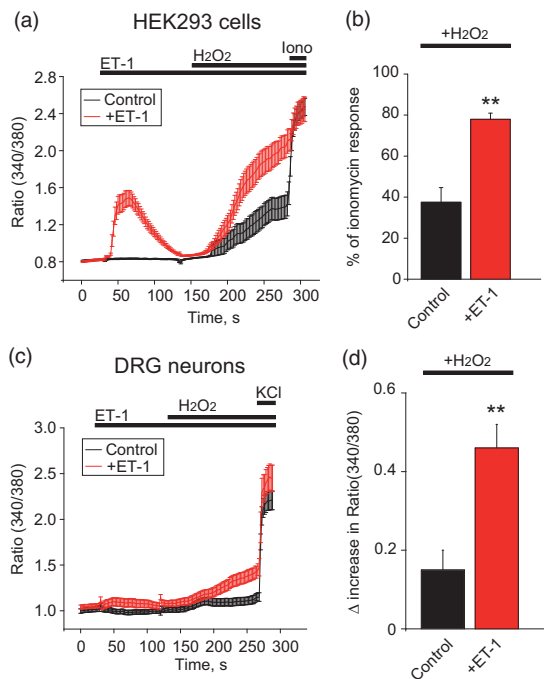 (a)
HEK293 cells
Iono
H₂O₂
ET-1
Control
+ET-1
Ratio (340/380)
2.8
2.4
2.0
1.6
1.2
0.8
0 50 100 150 200 250 300
Time, s
(b)
+H₂O₂
**
% of ionomycin response
100
80
60
40
20
0
Control
+ET-1
(c)
DRG neurons
KCl
H₂O₂
ET-1
Control
+ET-1
Ratio (340/380)
3.0
2.5
2.0
1.5
1.0
0 50 100 150 200 250 300
Time, s
(d)
+H₂O₂
**
Δ increase in Ratio(340/380)
0.6
0.4
0.2
0
Control
+ET-1